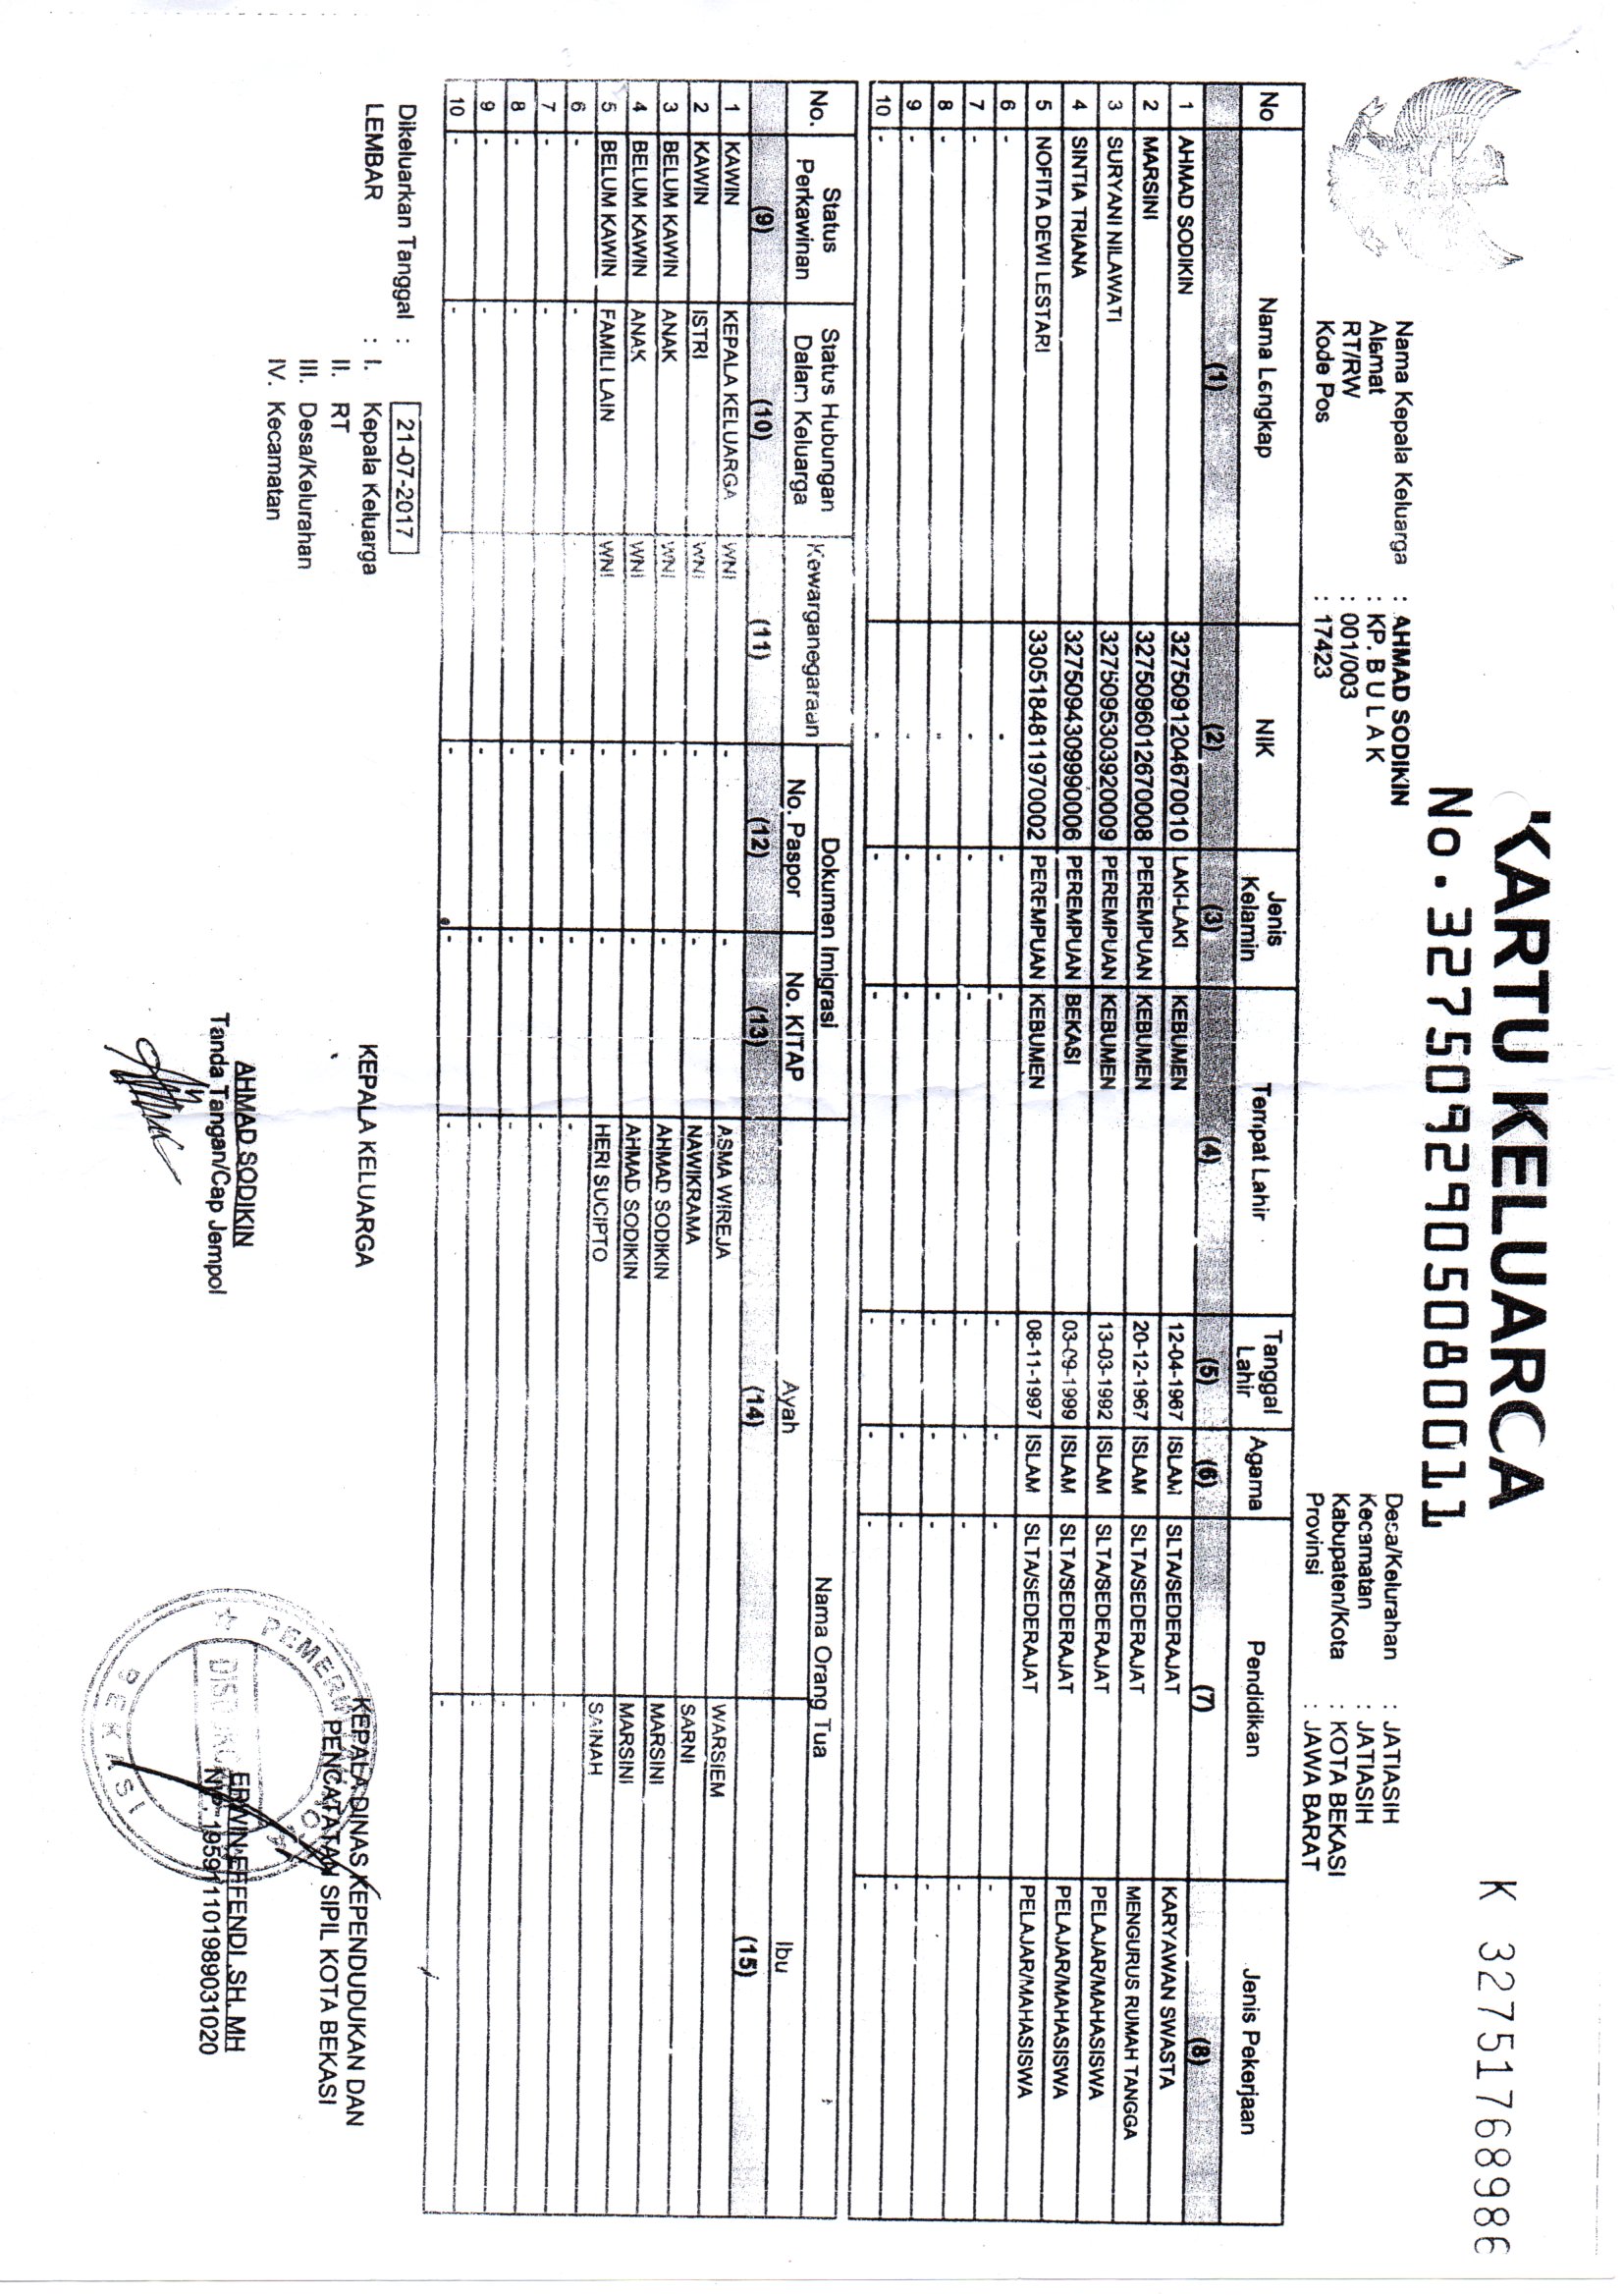 KARTU KELUARGA
K 32751768986
No. 3275092905080011
Nama Kepala Keluarga : AHMAD SODIKIN
Alamat : KP. B U L A K
RT/RW : 001/003
Kode Pos : 17423
Desa/Kelurahan : JATIASIH
Kecamatan : JATIASIH
Kabupaten/Kota : KOTA BEKASI
Provinsi : JAWA BARAT
No Nama Lengkap NIK Jenis Kelamin Tempat Lahir Tanggal Lahir Agama Pendidikan Jenis Pekerjaan
(1) (2) (3) (4) (5) (6) (7) (8)
1 AHMAD SODIKIN 3275091204670010 LAKI-LAKI KEBUMEN 12-04-1967 ISLAM SLTA/SEDERAJAT KARYAWAN SWASTA
2 MARSINI 3275096012670008 PEREMPUAN KEBUMEN 20-12-1967 ISLAM SLTA/SEDERAJAT MENGURUS RUMAH TANGGA
3 SURYANI NILAWATI 3275095303920009 PEREMPUAN KEBUMEN 13-03-1992 ISLAM SLTA/SEDERAJAT PELAJAR/MAHASISWA
4 SINTIA TRIANA 3275094309990006 PEREMPUAN BEKASI 03-09-1999 ISLAM SLTA/SEDERAJAT PELAJAR/MAHASISWA
5 NOFITA DEWI LESTARI 3305184811970002 PEREMPUAN KEBUMEN 08-11-1997 ISLAM SLTA/SEDERAJAT PELAJAR/MAHASISWA
6 - - - - - - - -
7 - - - - - - - -
8 - - - - - - - -
9 - - - - - - - -
10 - - - - - - - -
No. Status Perkawinan Status Hubungan Dalam Keluarga Kewarganegaraan Dokumen Imigrasi Nama Orang Tua
No. Paspor No. KITAP Ayah Ibu
(9) (10) (11) (12) (13) (14) (15)
1 KAWIN KEPALA KELUARGA WNI - - ASMA WIREJA WARSIEM
2 KAWIN ISTRI WNI - - NAWIKRAMA SARNI
3 BELUM KAWIN ANAK WNI - - AHMAD SODIKIN MARSINI
4 BELUM KAWIN ANAK WNI - - AHMAD SODIKIN MARSINI
5 BELUM KAWIN FAMILI LAIN WNI - - HERI SUCIPTO SAINAH
6 - - - - - -
7 - - - - - -
8 - - - - - -
9 - - - - - -
10 - - - - - -
Dikeluarkan Tanggal : 21-07-2017
LEMBAR : I. Kepala Keluarga
II. RT
III. Desa/Kelurahan
IV. Kecamatan
KEPALA KELUARGA
AHMAD SODIKIN
Tanda Tangan/Cap Jempol
KEPALA DINAS KEPENDUDUKAN DAN
PENCATATAN SIPIL KOTA BEKASI
ERWIN EFFENDI .SH. MH
NIP. 195911101989031020
PEMERINTAH KOTA
BEKASI